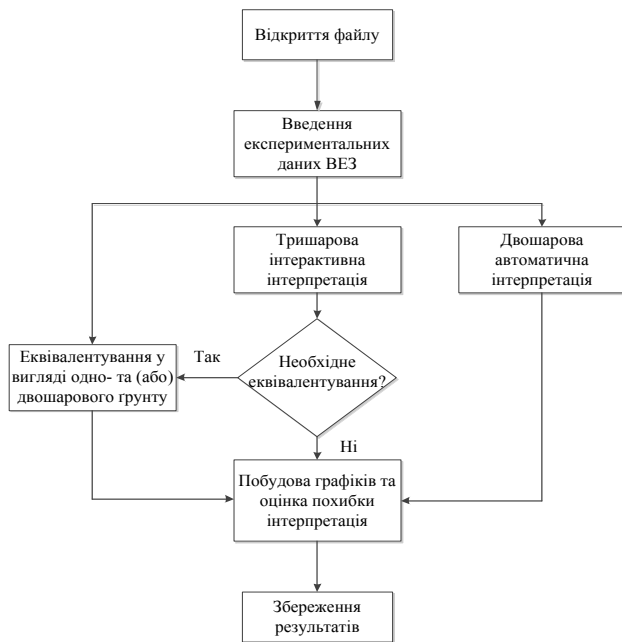 Відкриття файлу
Введення
експериментальних
даних ВЕЗ
Тришарова
інтерактивна
інтерпретація
Двошарова
автоматична
інтерпретація
Еквівалентування у
вигляді одно- та (або)
двошарового ґрунту
Так
Необхідне
еквівалентування?
Ні
Побудова графіків та
оцінка похибки
інтерпретація
Збереження
результатів